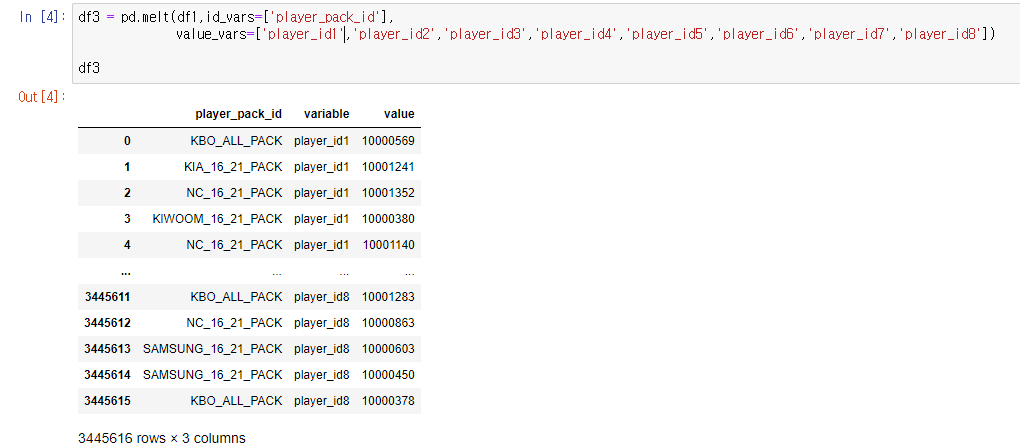 In [4]: df3 = pd.melt(df1,id_vars=['player_pack_id'],
value_vars=['player_id1','player_id2','player_id3','player_id4','player_id5','player_id6','player_id7','player_id8'])
df3
Out[4]:
player_pack_id variable value
0 KBO_ALL_PACK player_id1 10000569
1 KIA_16_21_PACK player_id1 10001241
2 NC_16_21_PACK player_id1 10001352
3 KIWOOM_16_21_PACK player_id1 10000380
4 NC_16_21_PACK player_id1 10001140
... ... ... ...
3445611 KBO_ALL_PACK player_id8 10001283
3445612 NC_16_21_PACK player_id8 10000863
3445613 SAMSUNG_16_21_PACK player_id8 10000603
3445614 SAMSUNG_16_21_PACK player_id8 10000450
3445615 KBO_ALL_PACK player_id8 10000378
3445616 rows × 3 columns